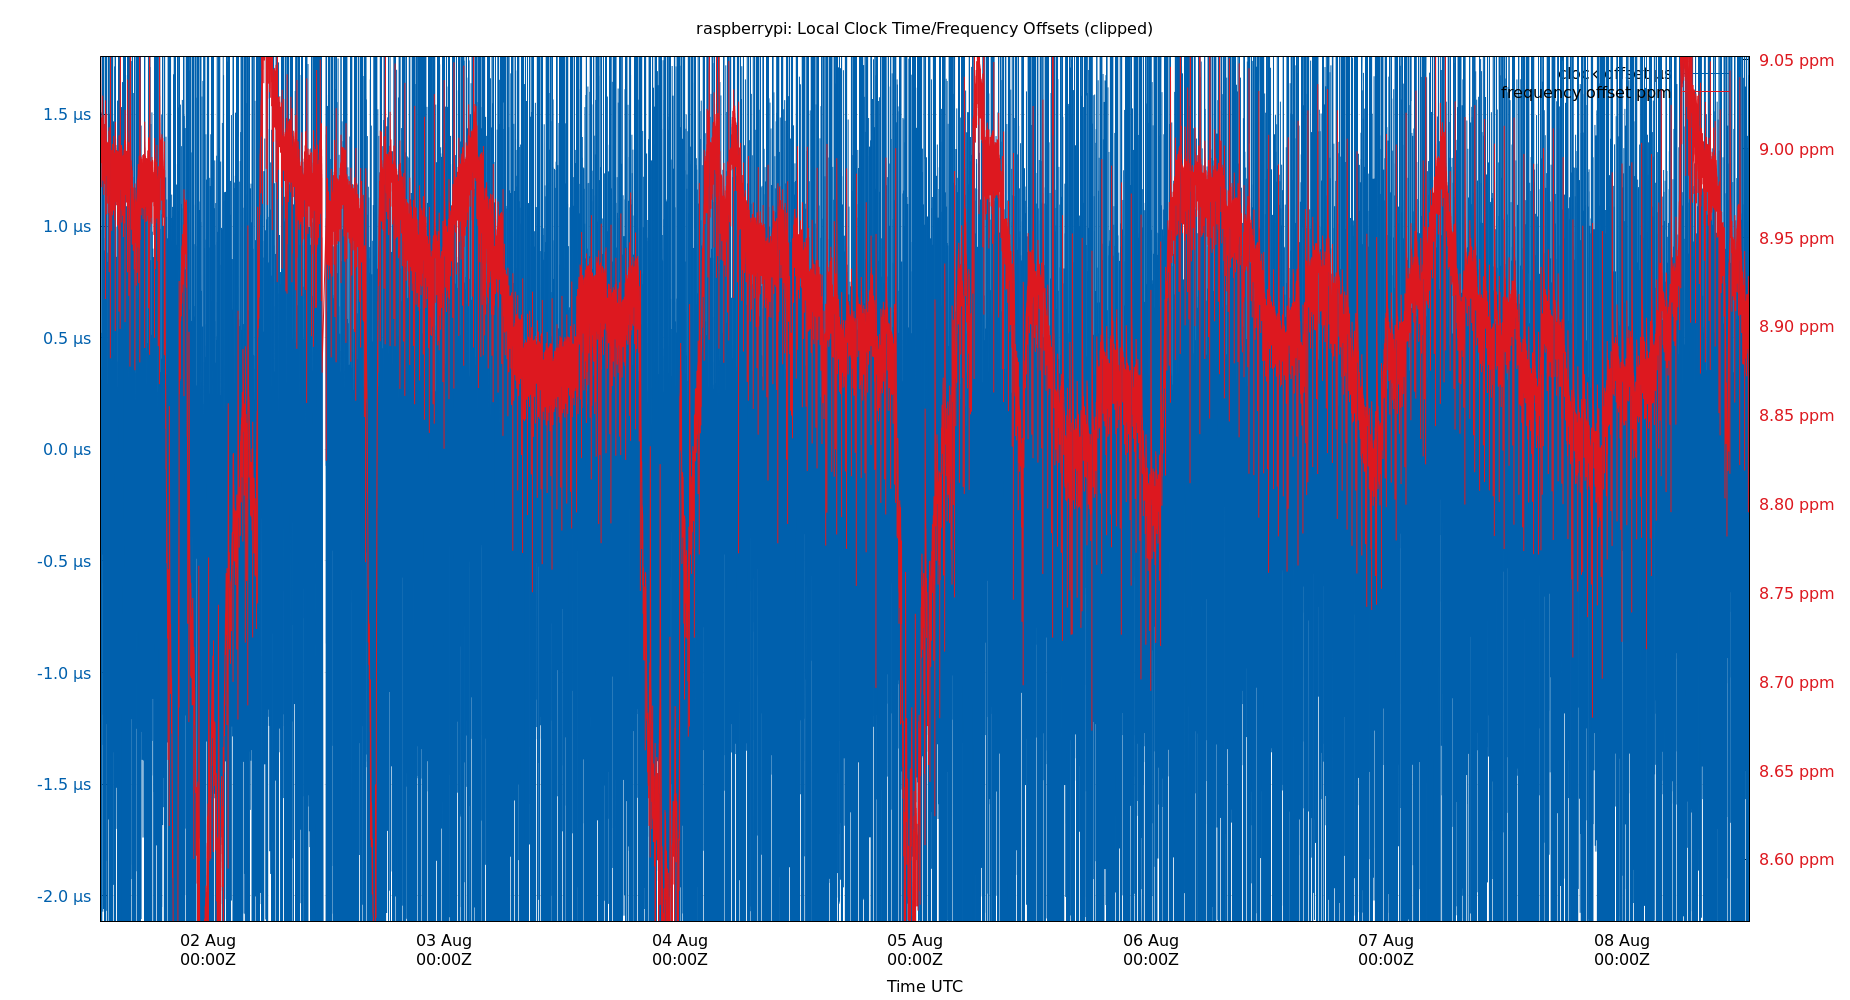 raspberrypi: Local Clock Time/Frequency Offsets (clipped)
clock offset µs
frequency offset ppm
1.5 µs
1.0 µs
0.5 µs
0.0 µs
-0.5 µs
-1.0 µs
-1.5 µs
-2.0 µs
9.05 ppm
9.00 ppm
8.95 ppm
8.90 ppm
8.85 ppm
8.80 ppm
8.75 ppm
8.70 ppm
8.65 ppm
8.60 ppm
02 Aug
00:00Z
03 Aug
00:00Z
04 Aug
00:00Z
05 Aug
00:00Z
06 Aug
00:00Z
07 Aug
00:00Z
08 Aug
00:00Z
Time UTC